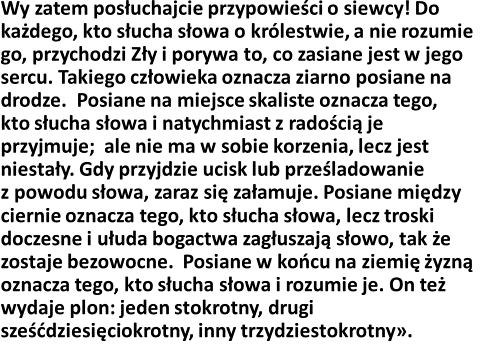 Wy zatem posłuchajcie przypowieści o siewcy! Do
każdego, kto słucha słowa o królestwie, a nie rozumie
go, przychodzi Zły i porywa to, co zasiane jest w jego
sercu. Takiego człowieka oznacza ziarno posiane na
drodze.  Posiane na miejsce skaliste oznacza tego,
kto słucha słowa i natychmiast z radością je
przyjmuje;  ale nie ma w sobie korzenia, lecz jest
niestały. Gdy przyjdzie ucisk lub prześladowanie
z powodu słowa, zaraz się załamuje. Posiane między
ciernie oznacza tego, kto słucha słowa, lecz troski
doczesne i ułuda bogactwa zagłuszają słowo, tak że
zostaje bezowocne.  Posiane w końcu na ziemię żyzną
oznacza tego, kto słucha słowa i rozumie je. On też
wydaje plon: jeden stokrotny, drugi
sześćdziesięciokrotny, inny trzydziestokrotny».